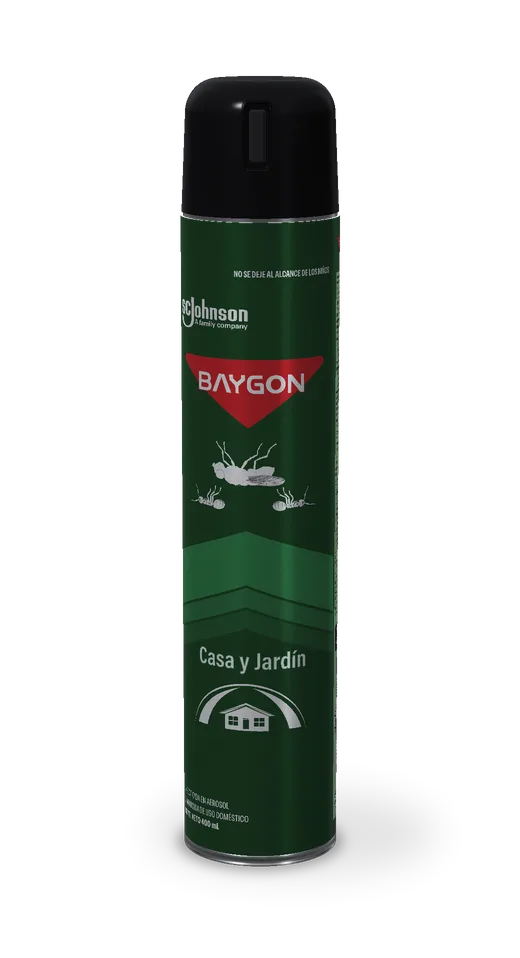 NO SE DEJE AL ALCANCE DE LOS NIÑOS
SCJohnson
A family company
BAYGON
Casa y Jardín
EN AEROSOL
DE USO DOMÉSTICO
NETO 400 mL